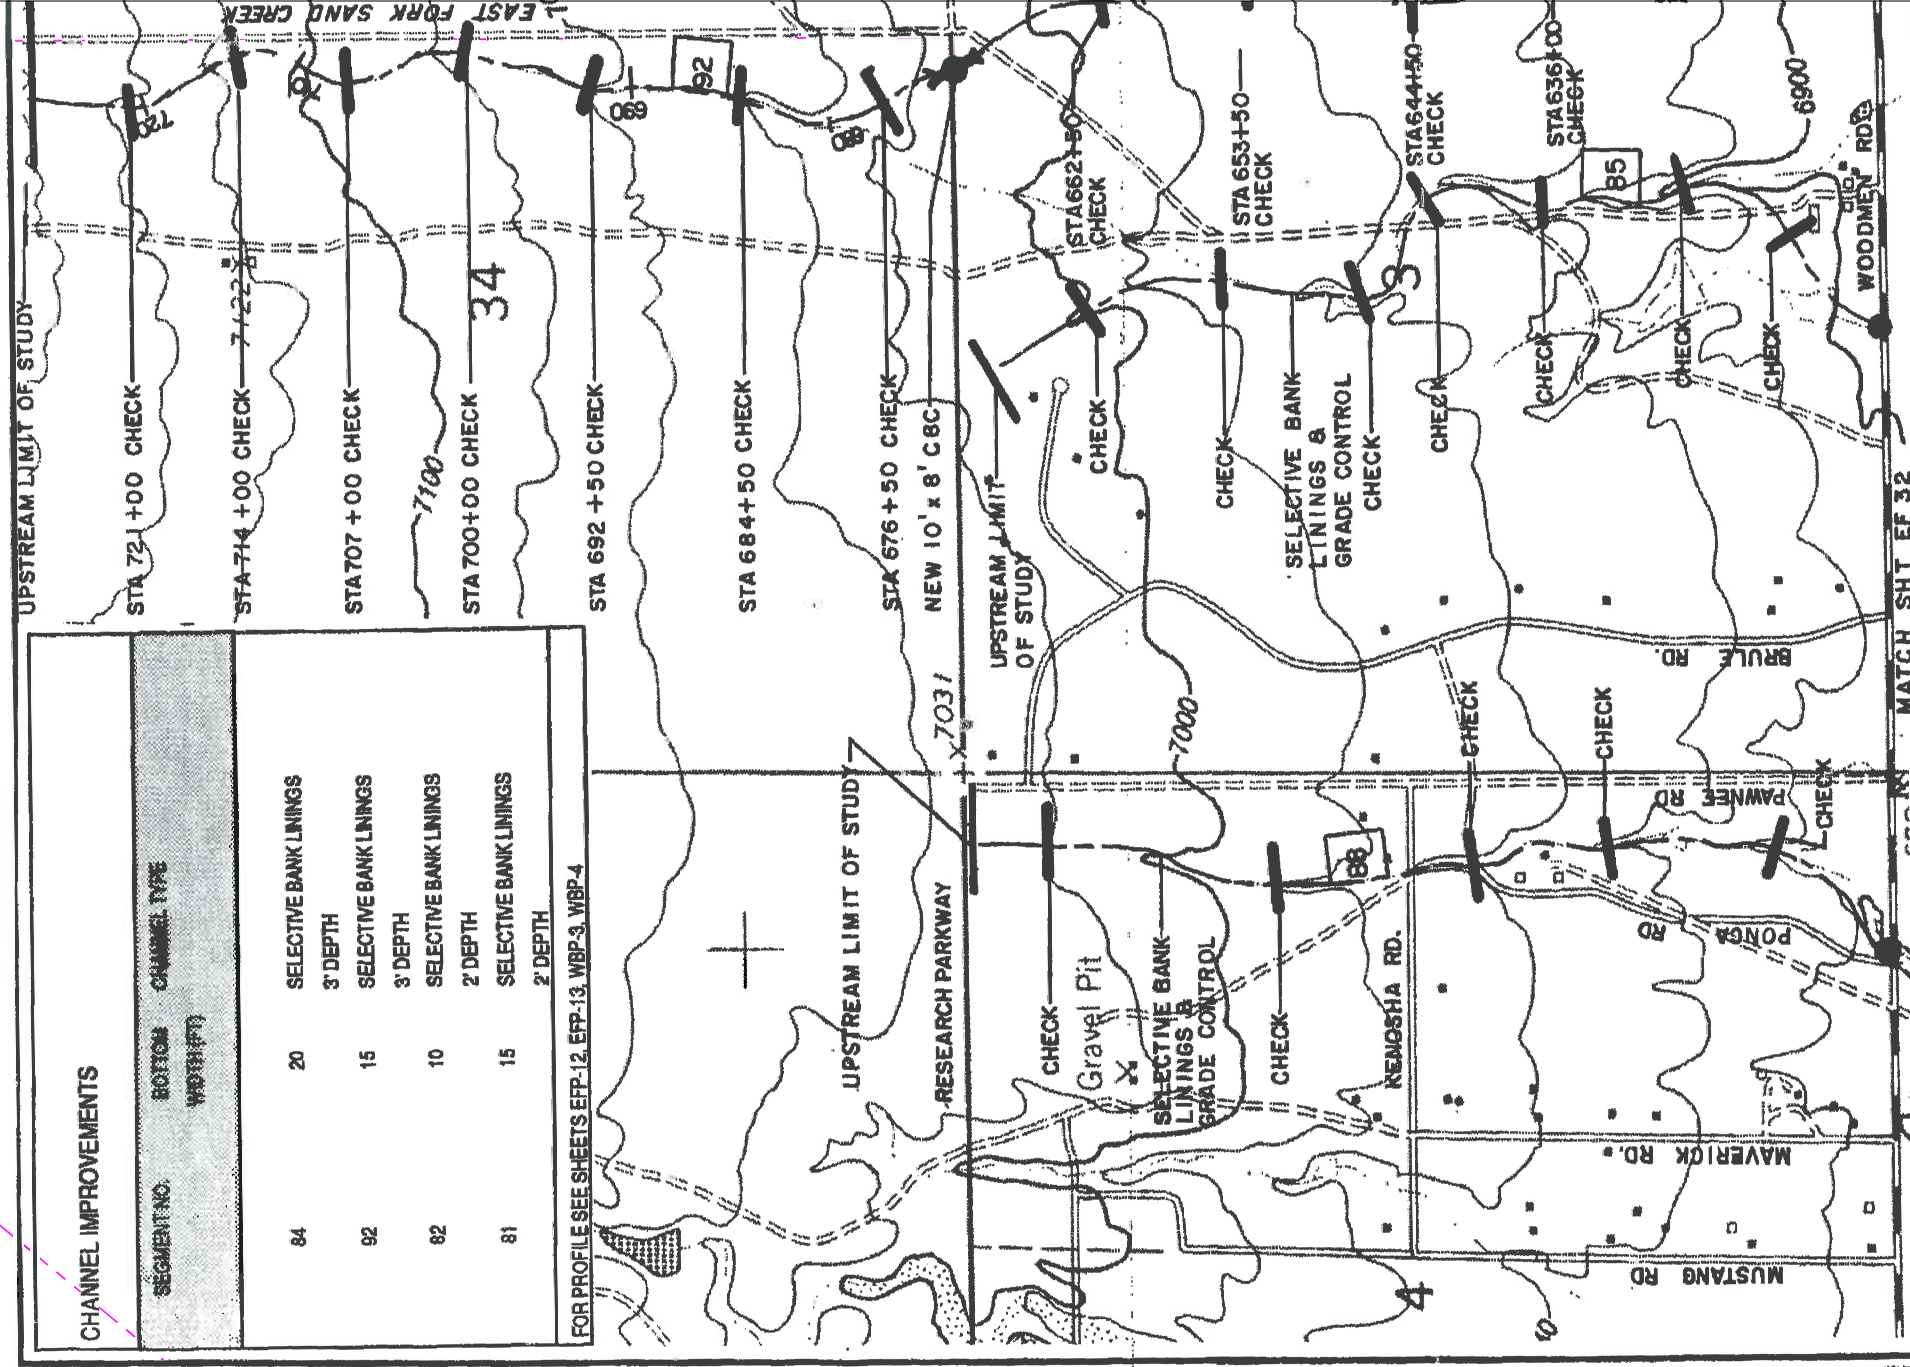 CHANNEL IMPROVEMENTS
SEGMENT NO. BOTTOM CHANNEL TYPE
WIDTH (FT)
84 20 SELECTIVE BANK LININGS
3' DEPTH
92 15 SELECTIVE BANK LININGS
3' DEPTH
82 10 SELECTIVE BANK LININGS
2' DEPTH
81 15 SELECTIVE BANK LININGS
2' DEPTH
FOR PROFILE SEE SHEETS EFP-12, EFP-13, WBP-3, WBP-4
UPSTREAM LIMIT OF STUDY
STA 721+00 CHECK
STA 714+00 CHECK
STA 707+00 CHECK
7100
STA 700+00 CHECK
STA 692+50 CHECK
STA 684+50 CHECK
STA 676+50 CHECK
NEW 10' x 8' CBC
EAST FORK SAND CREEK
720
7122
34
690
92
680
UPSTREAM LIMIT
OF STUDY
7031
UPSTREAM LIMIT OF STUDY
RESEARCH PARKWAY
STA 662+50
CHECK
STA 653+50
CHECK
STA 644+50
CHECK
STA 636+00
CHECK
6900
85
3
WOODMEN RD
CHECK
CHECK
SELECTIVE BANK
LININGS &
GRADE CONTROL
CHECK
CHECK
CHECK
CHECK
CHECK
BRULE RD.
7000
CHECK
CHECK
CHECK
PAWNEE RD
88
PONCA RD
CHECK
Gravel Pit
SELECTIVE BANK
LININGS &
GRADE CONTROL
CHECK
KENOSHA RD.
MAVERICK RD.
MUSTANG RD
4
MATCH SHT EF 32